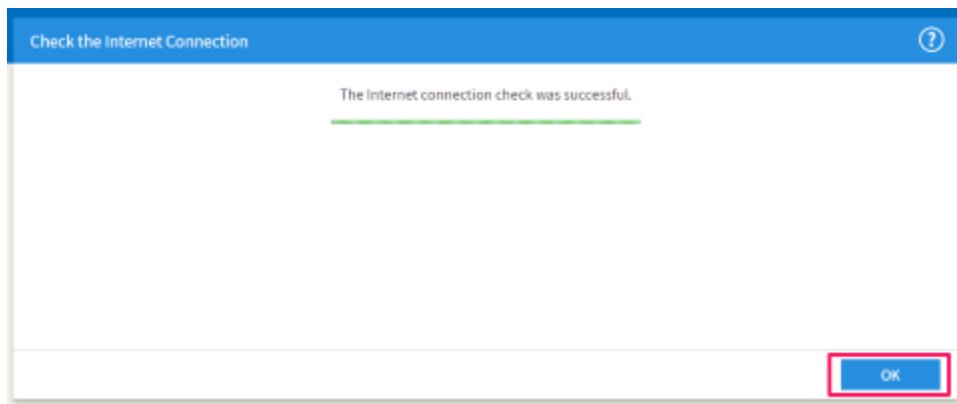 Check the Internet Connection
?
The Internet connection check was successful.
OK